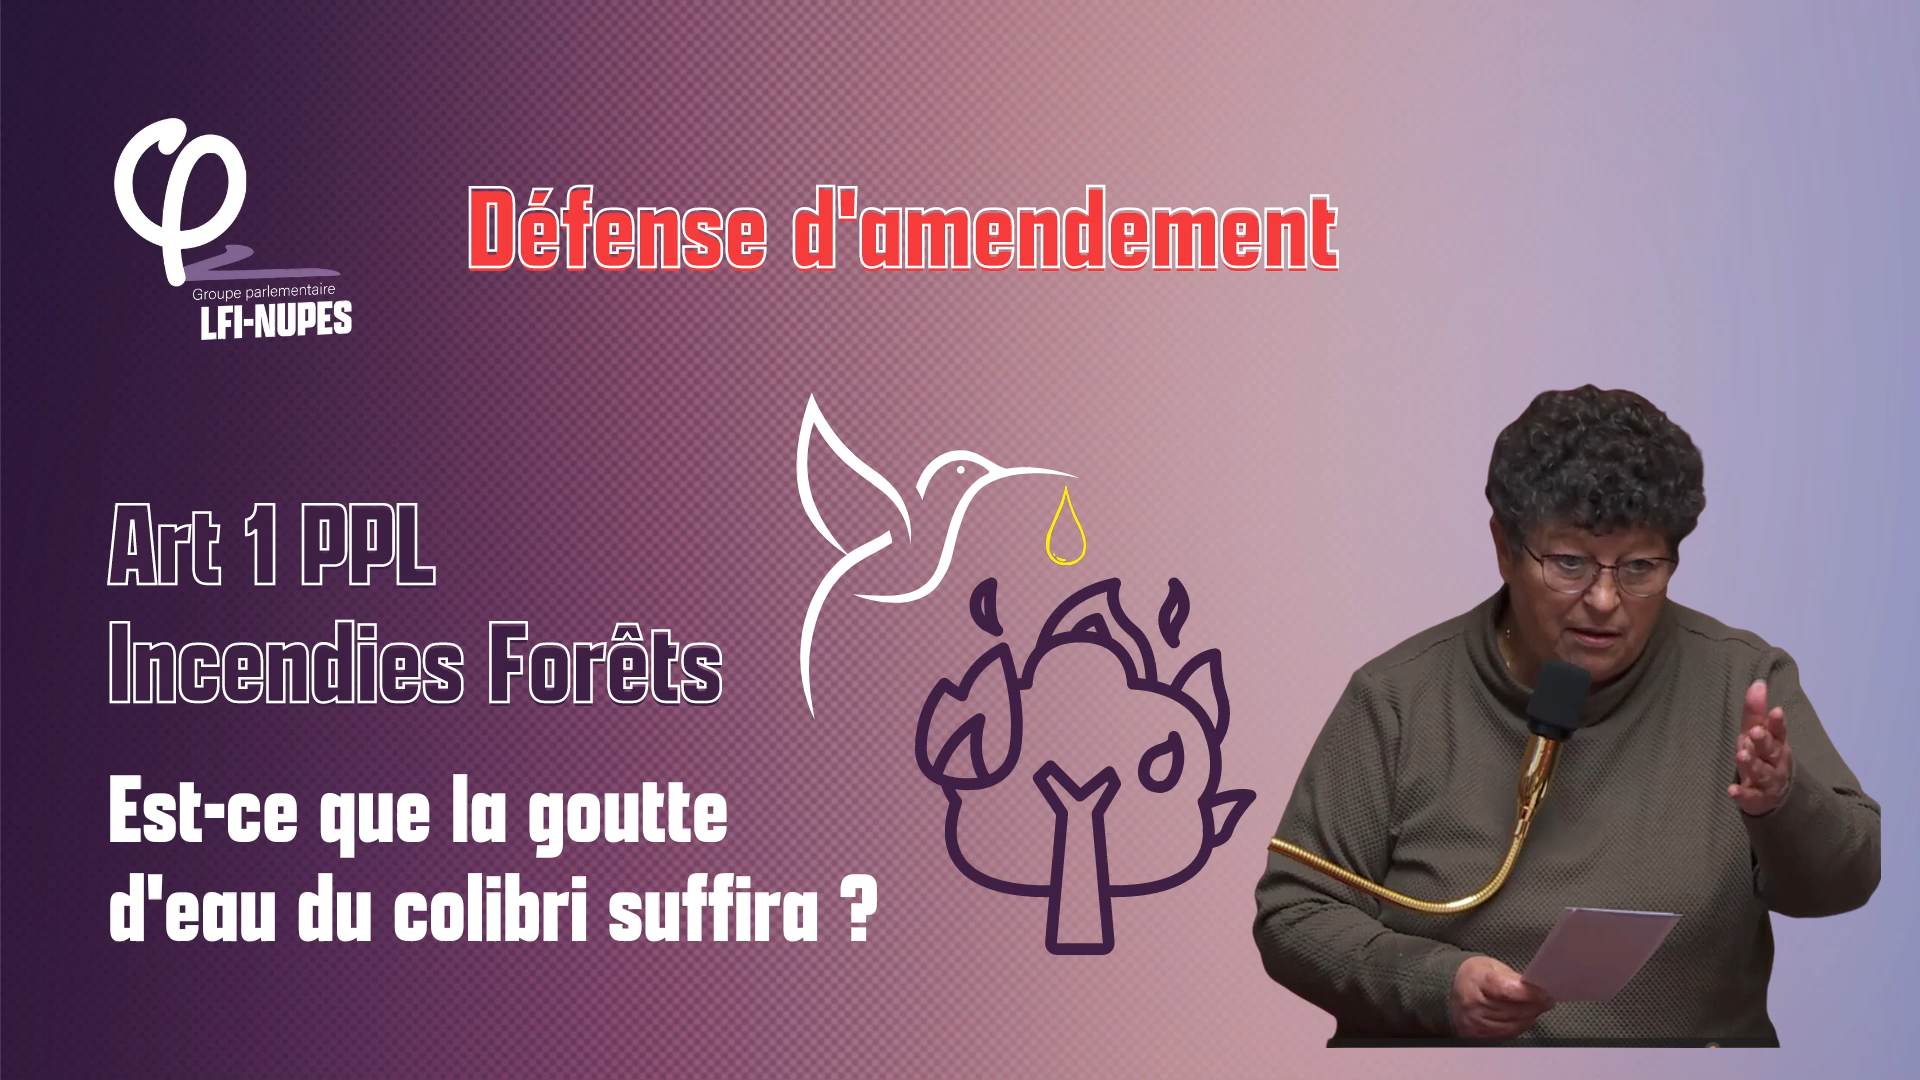 Groupe parlementaire
LFI-NUPES
Défense d'amendement
Art 1 PPL
Incendies Forêts
Est-ce que la goutte
d'eau du colibri suffira ?